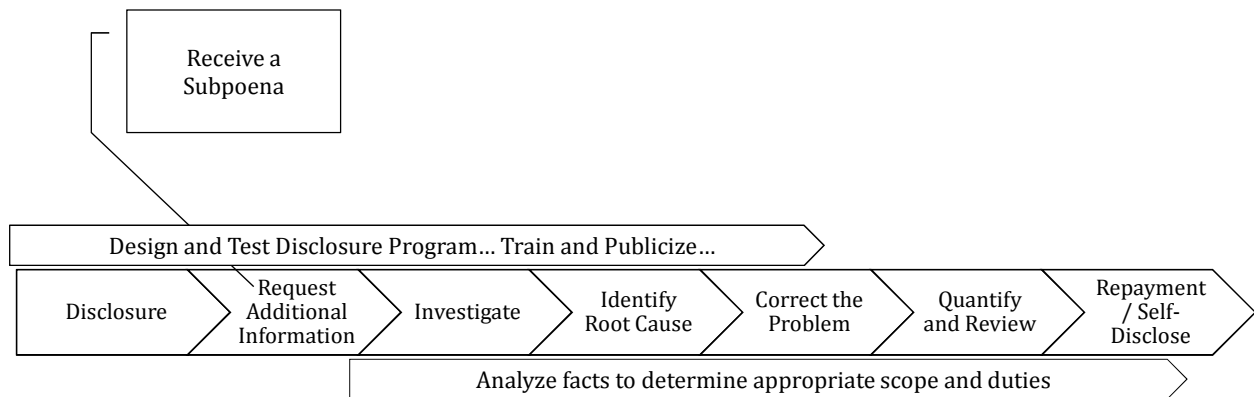 Receive a
Subpoena
Design and Test Disclosure Program… Train and Publicize…
Disclosure
Request
Additional
Information
Investigate
Identify
Root Cause
Correct the
Problem
Quantify
and Review
Repayment
/ Self-
Disclose
Analyze facts to determine appropriate scope and duties